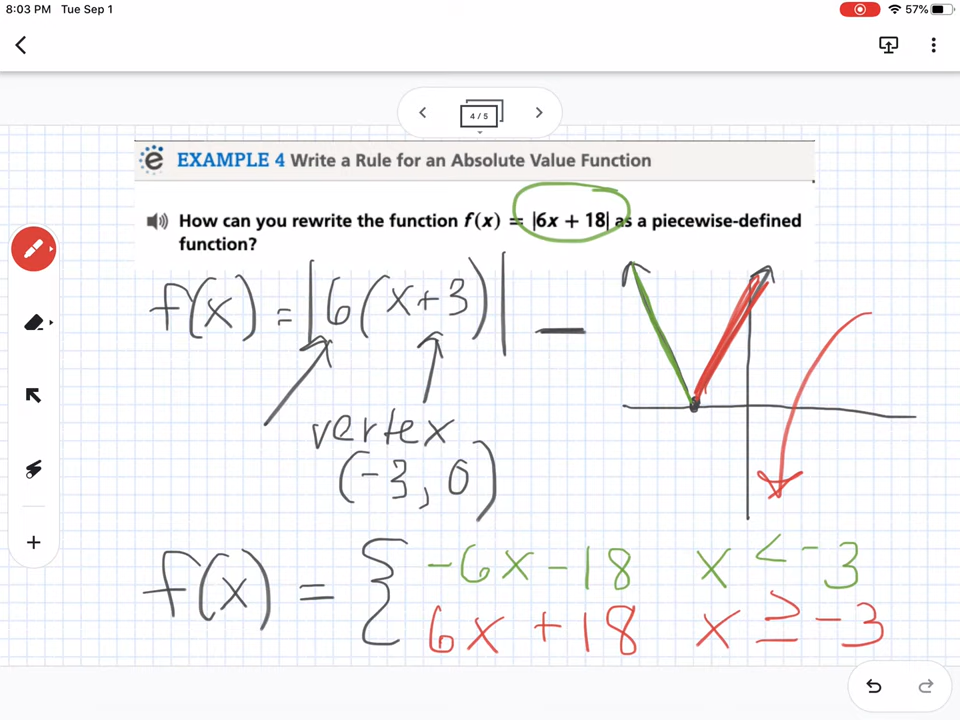 8:03 PM Tue Sep 1
57%
4 / 5
EXAMPLE 4 Write a Rule for an Absolute Value Function
How can you rewrite the function f(x) = |6x + 18| as a piecewise-defined
function?
f(x) = |6(x+3)| —
vertex
(-3, 0)
f(x) = { -6x - 18 x < -3
6x + 18 x ≥ -3